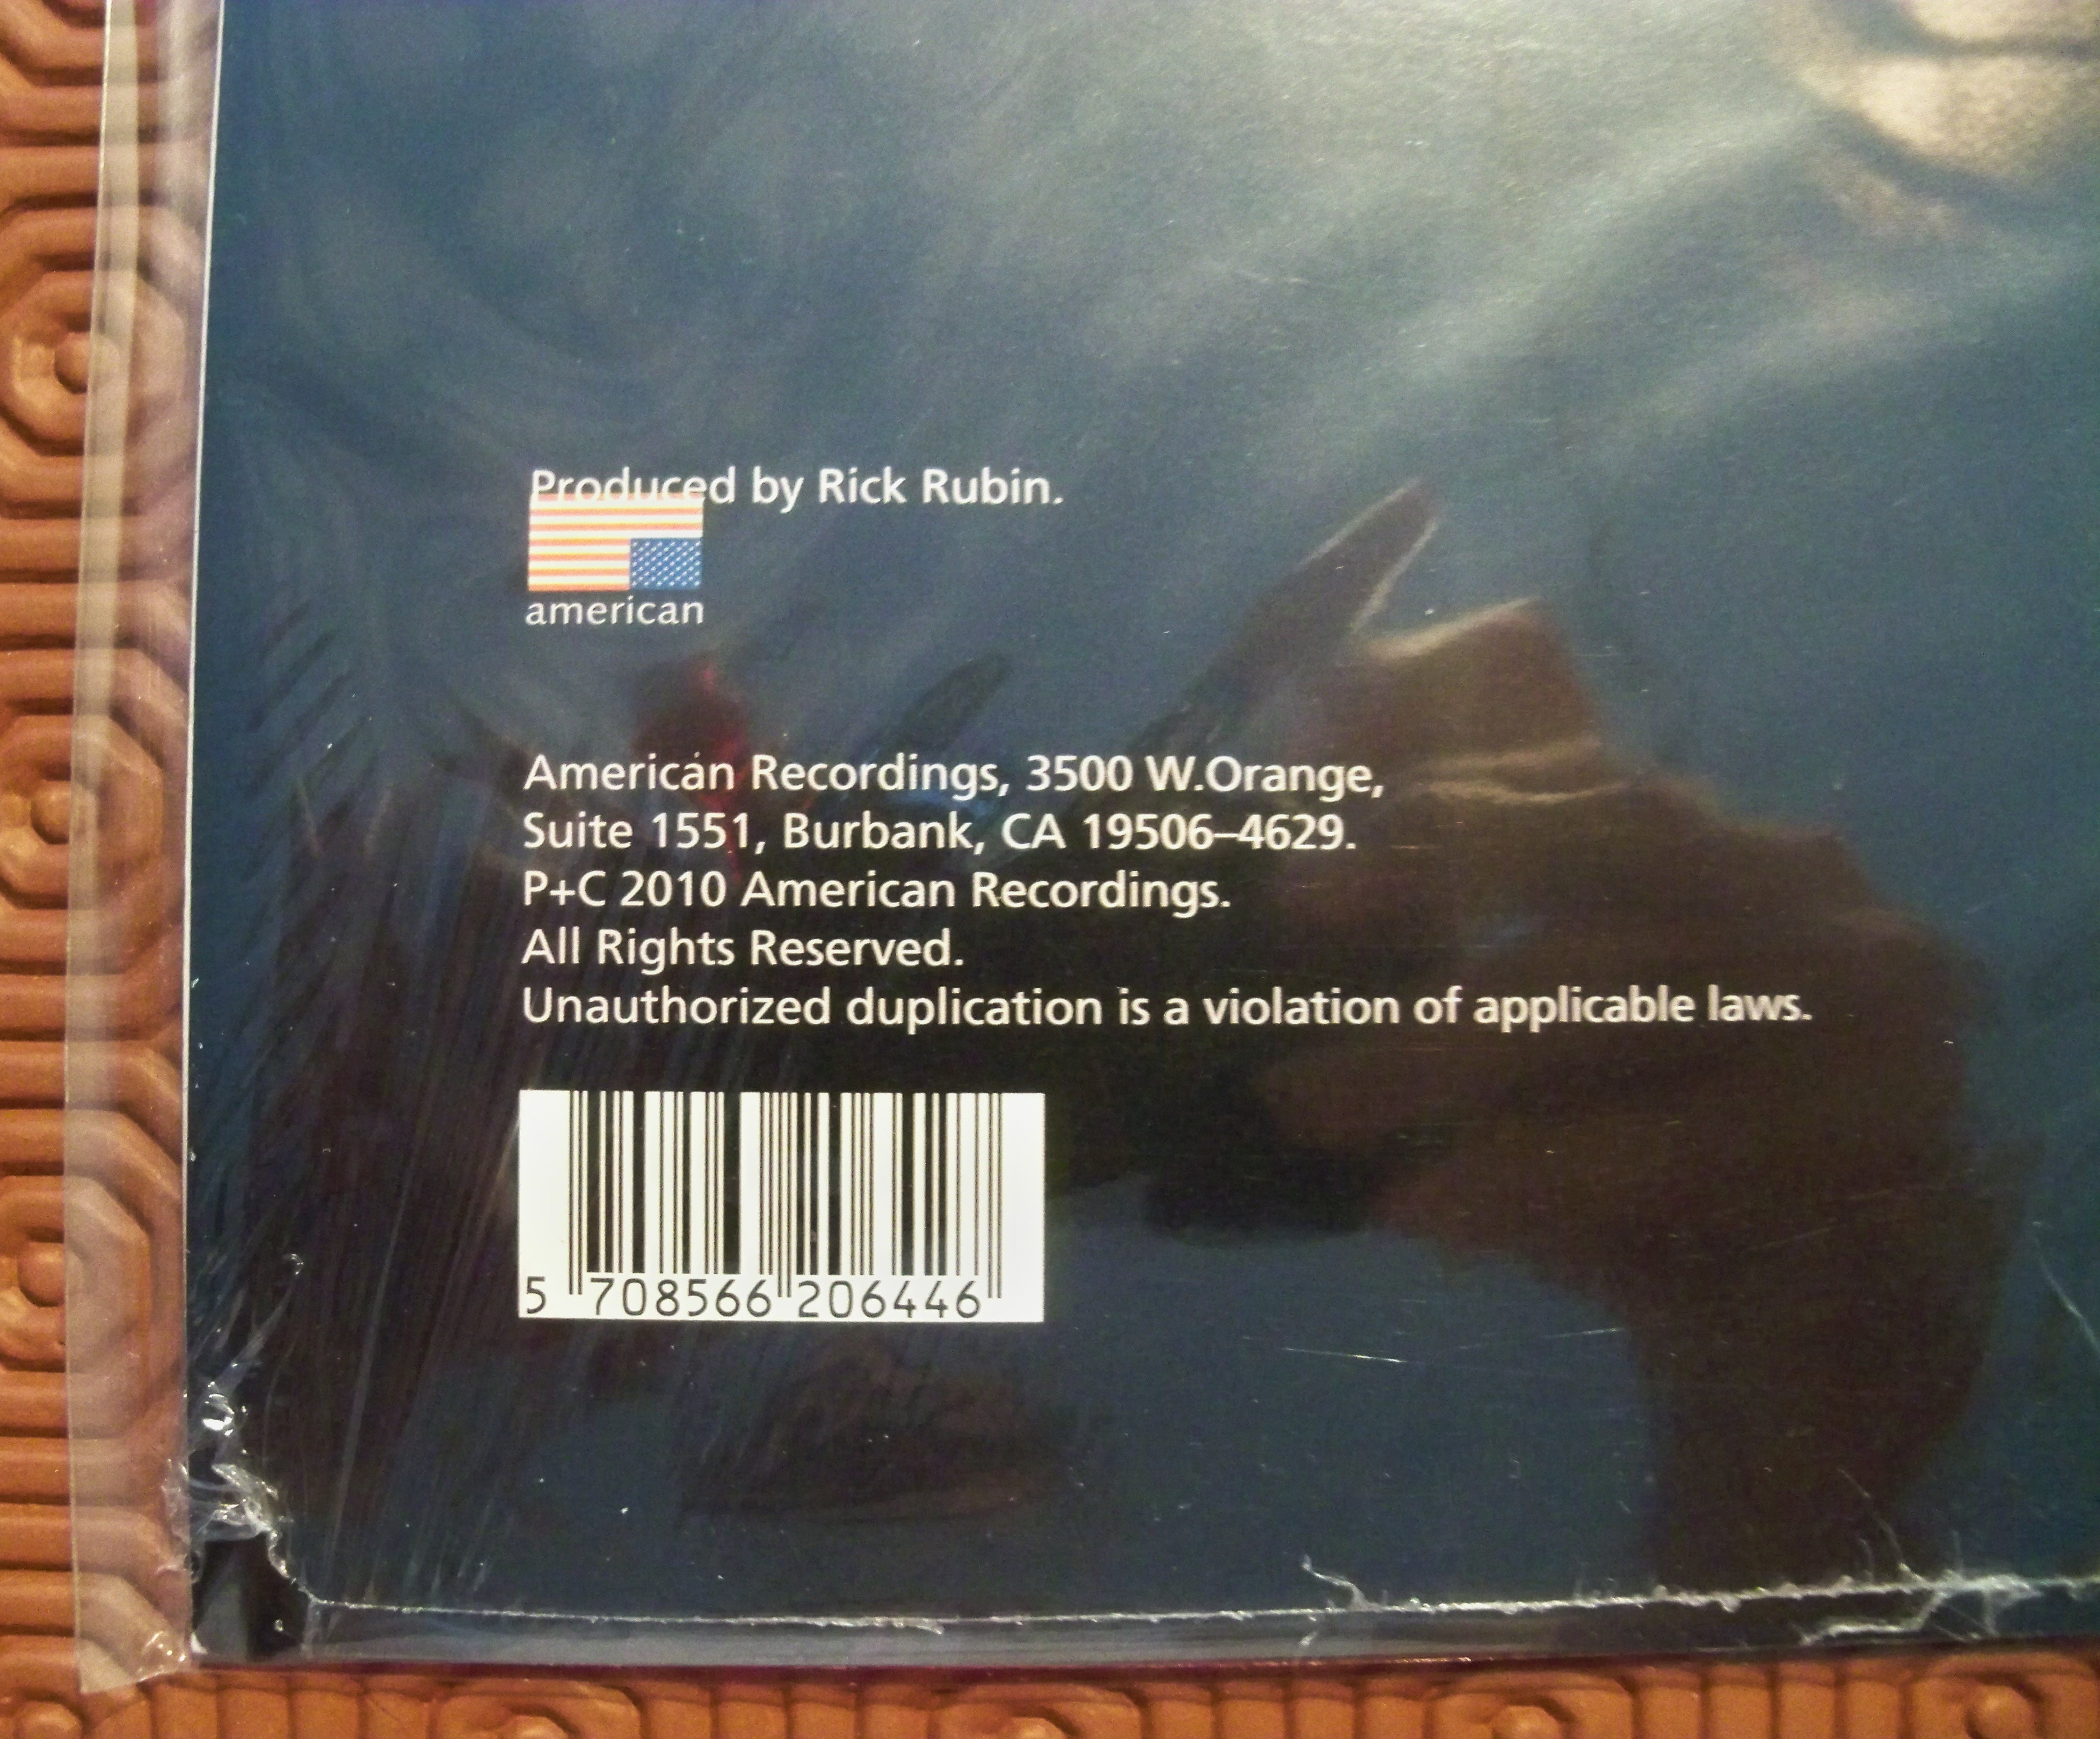 Produced by Rick Rubin.
american
American Recordings, 3500 W.Orange,
Suite 1551, Burbank, CA 19506–4629.
P+C 2010 American Recordings.
All Rights Reserved.
Unauthorized duplication is a violation of applicable laws.
5 708566 206446